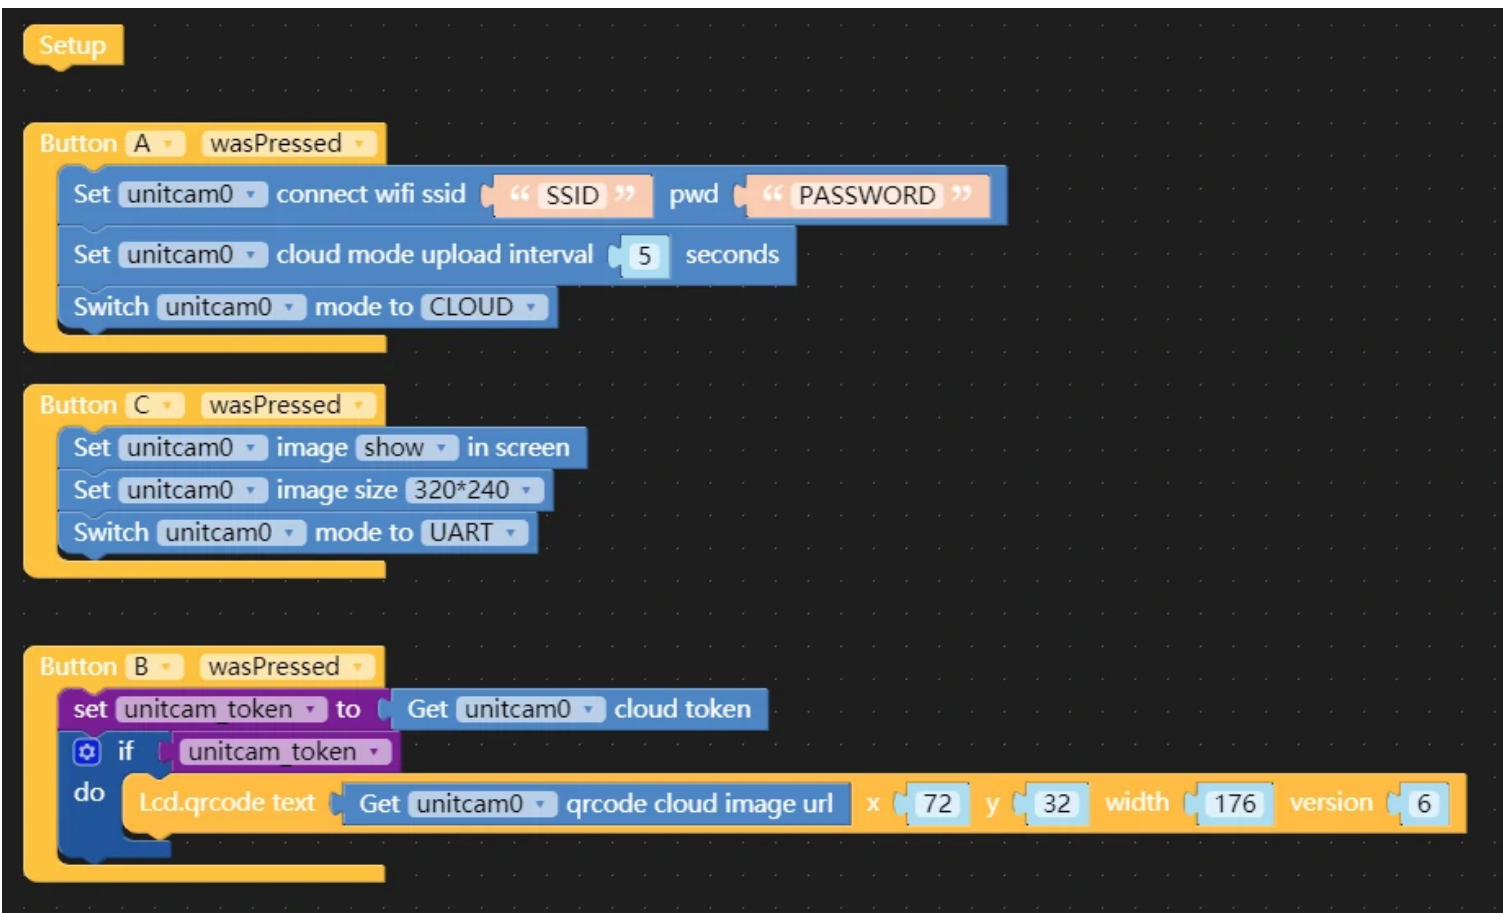 Setup
Button A wasPressed
Set unitcam0 connect wifi ssid “ SSID ” pwd “ PASSWORD ”
Set unitcam0 cloud mode upload interval 5 seconds
Switch unitcam0 mode to CLOUD
Button C wasPressed
Set unitcam0 image show in screen
Set unitcam0 image size 320*240
Switch unitcam0 mode to UART
Button B wasPressed
set unitcam_token to Get unitcam0 cloud token
if unitcam_token
do Lcd.qrcode text Get unitcam0 qrcode cloud image url x 72 y 32 width 176 version 6